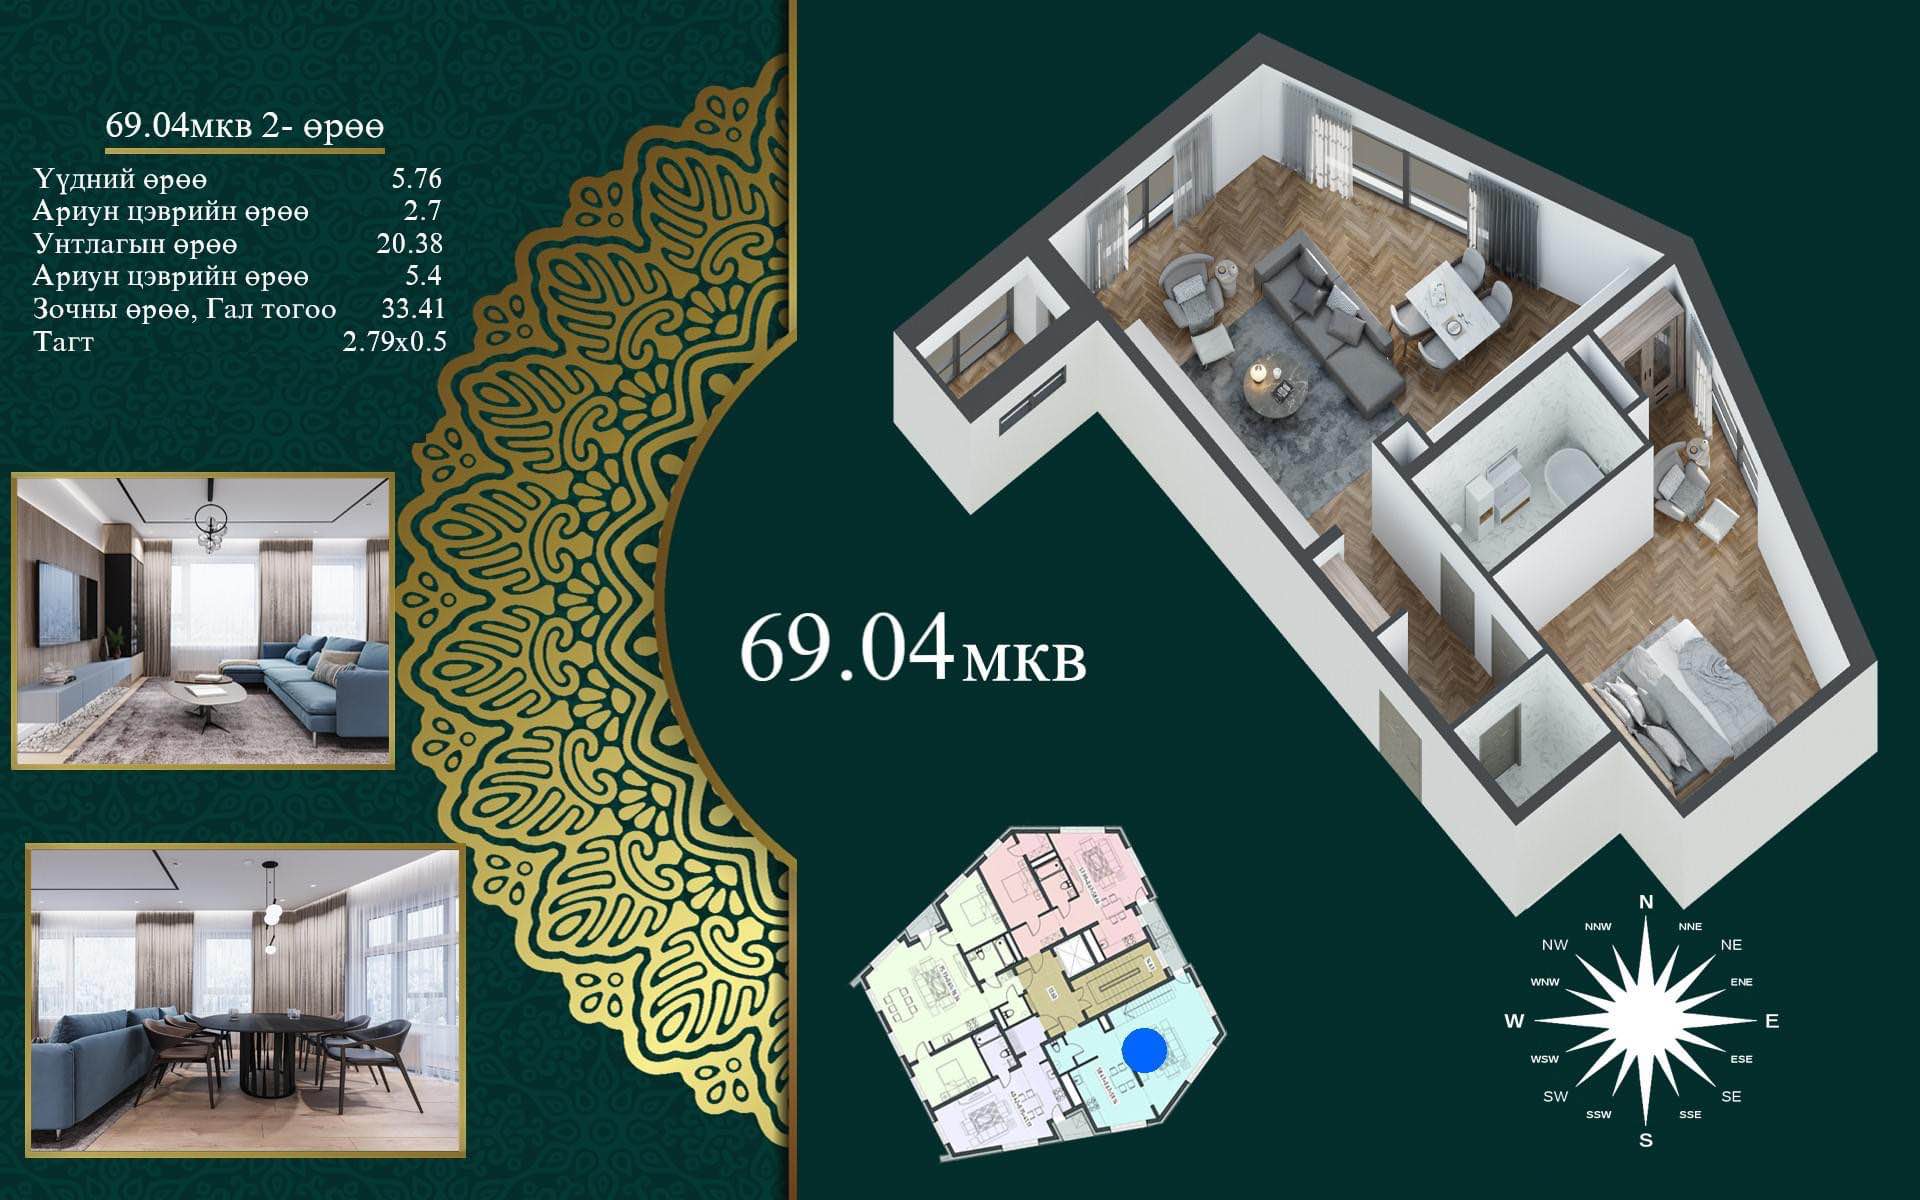 69.04мкв 2- өрөө
Үүдний өрөө 5.76
Ариун цэврийн өрөө 2.7
Унтлагын өрөө 20.38
Ариун цэврийн өрөө 5.4
Зочны өрөө, Гал тогоо 33.41
Тагт 2.79x0.5
69.04мкв
N
NNW NNE
NW NE
WNW ENE
W E
WSW ESE
SW SE
SSW SSE
S